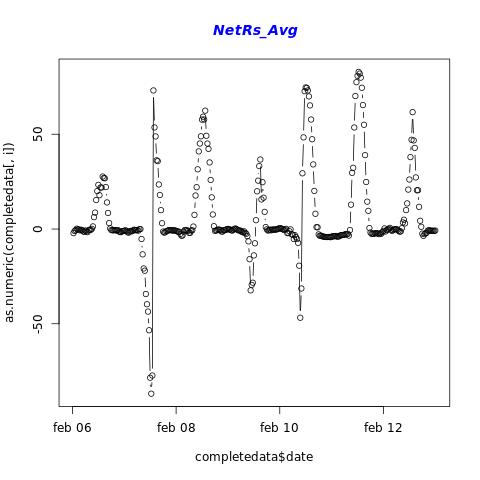 NetRs_Avg
as.numeric(completedata[, i])
50
0
-50
feb 06
feb 08
feb 10
feb 12
completedata$date